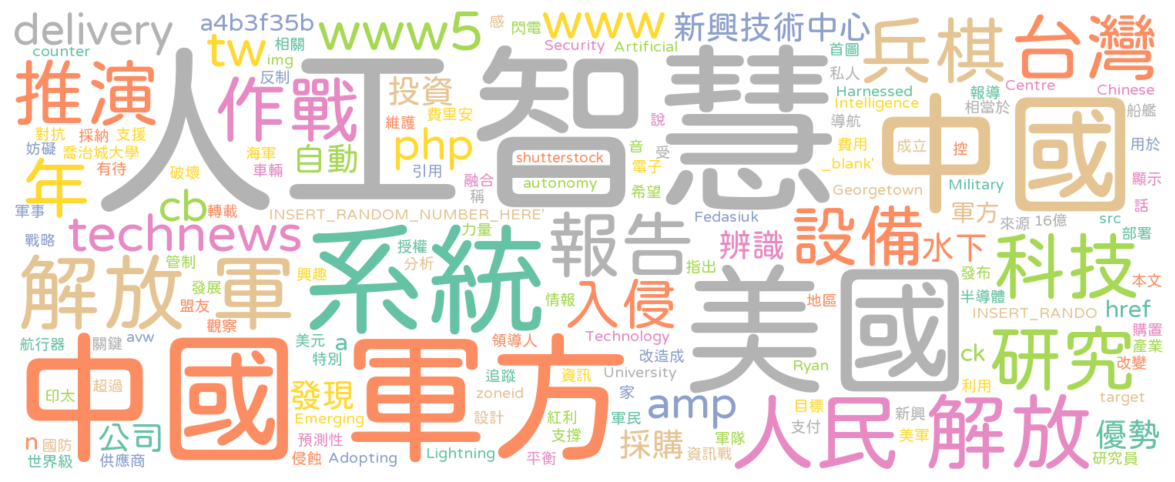 delivery
counter
a4b3f35b
tw
相關
img
反制
www5
感
閃電
www
Security
Artificial
新興技術中心
首圖
私人
兵棋
台灣
報導
Centre
Chinese
推演
人工智慧
作戰
投資
維護
費里安
Harnessed
Intelligence
導航
相當於
船艦
對抗
採納
支援
妨礙
喬治城大學
有待
海軍
車輛
自動
php
引用
shutterstock
autonomy
音
電子
希望
說
受
費用
_blank'
成立
控
中國
用於
顯示
年
破壞
軍事
cb
轉載
融合
稱
INSERT_RANDOM_NUMBER_HERE'
力量
Georgetown
Military
軍方
來源
16億
src
話
部署
戰略
technews
系統
授權
分析
報告
Fedasiuk
辨識
指出
設備
水下
科技
發布
半導體
本文
解放軍
管制
發展
盟友
觀察
興趣
情報
入侵
美國
地區
INSERT_RANDO
href
購置
產業
改變
航行器
關鍵
avw
美元
特別
a
領導人
Technology
改造成
University
Ryan
ck
利用
研究
target
中國軍方
印太
超過
發現
Emerging
追蹤
zoneid
設計
資訊
家
紅利
支撐
軍民
amp
目標
支付
新興
美軍
人民解放
優勢
研究員
n
國防
世界級
公司
供應商
預測性
侵蝕
Adopting
Lightning
平衡
採購
軍隊
資訊戰